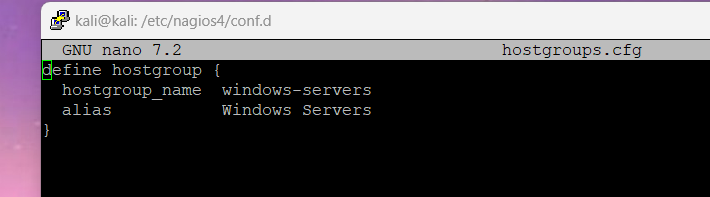 kali@kali: /etc/nagios4/conf.d
GNU nano 7.2 hostgroups.cfg
define hostgroup {
hostgroup_name windows-servers
alias Windows Servers
}